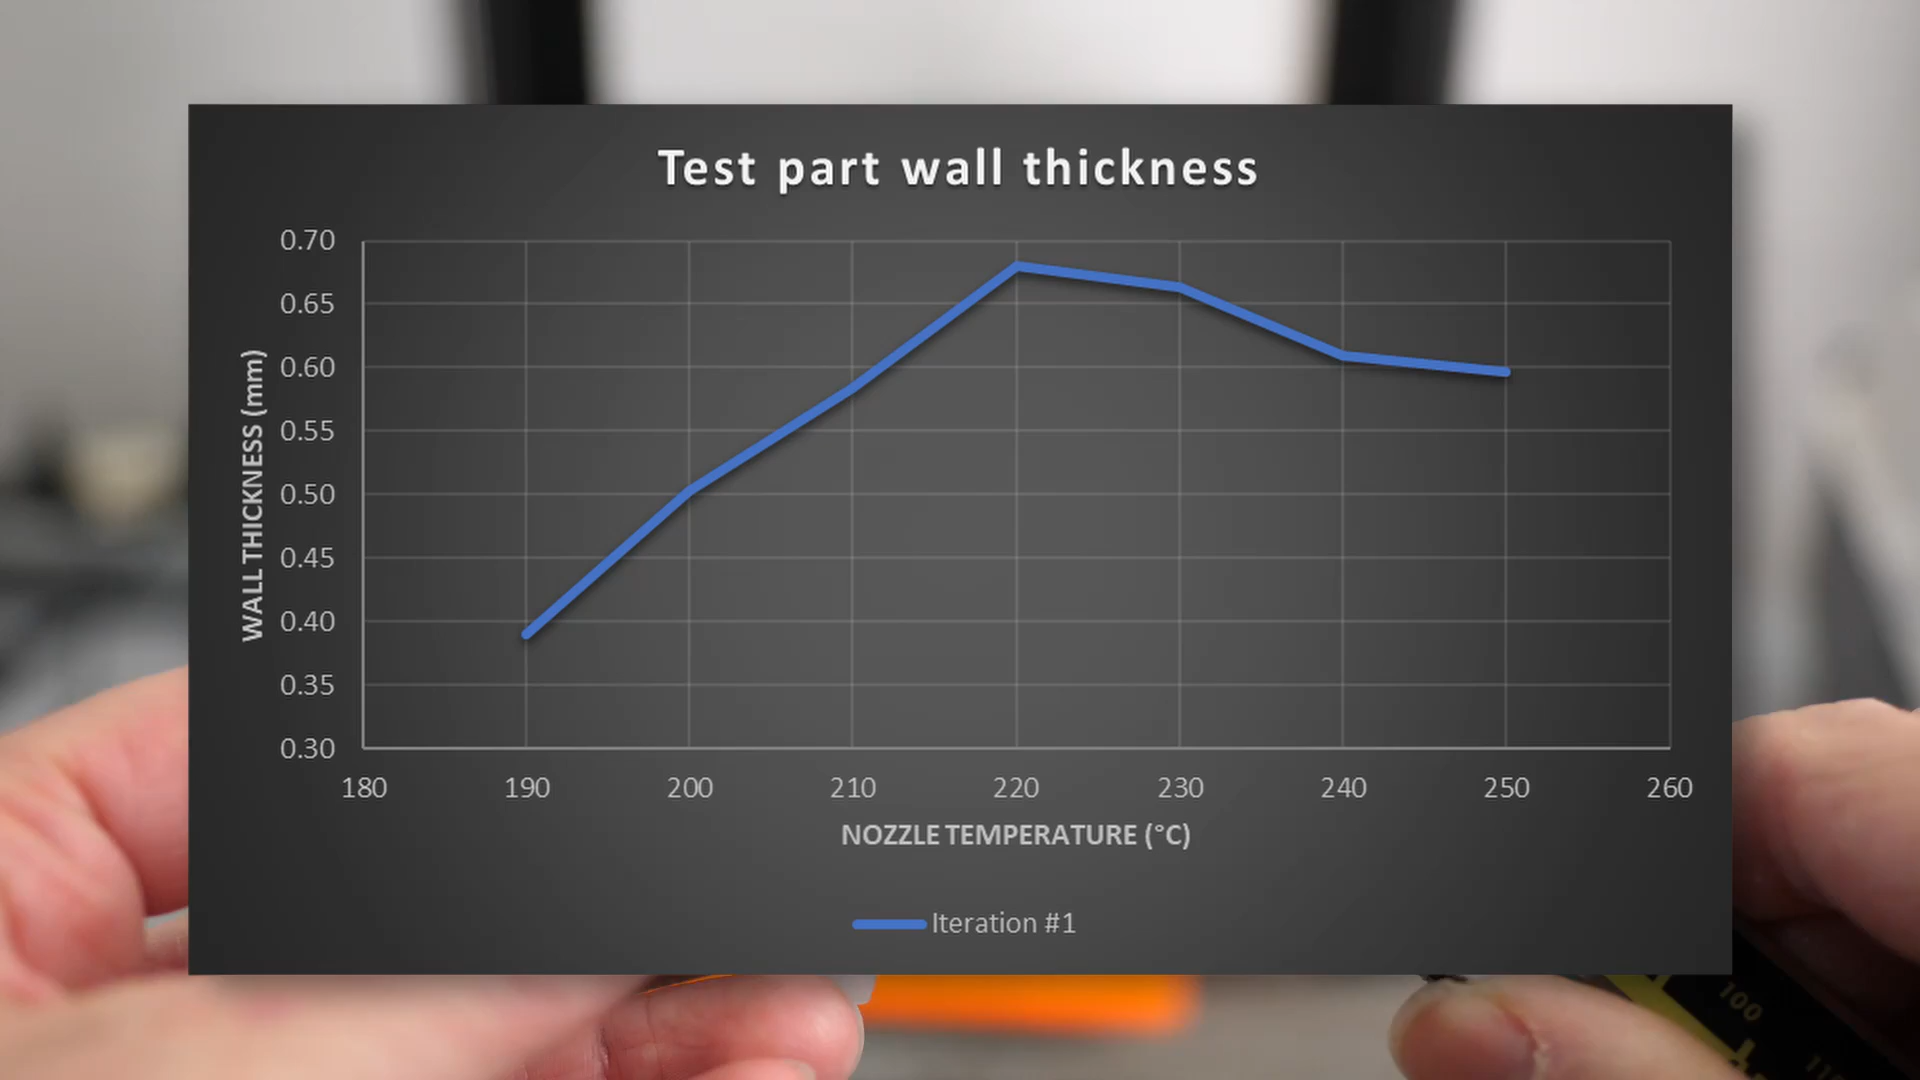 Test part wall thickness
0.70
0.65
0.60
0.55
0.50
0.45
0.40
0.35
0.30
WALL THICKNESS (mm)
180 190 200 210 220 230 240 250 260
NOZZLE TEMPERATURE (°C)
Iteration #1
100